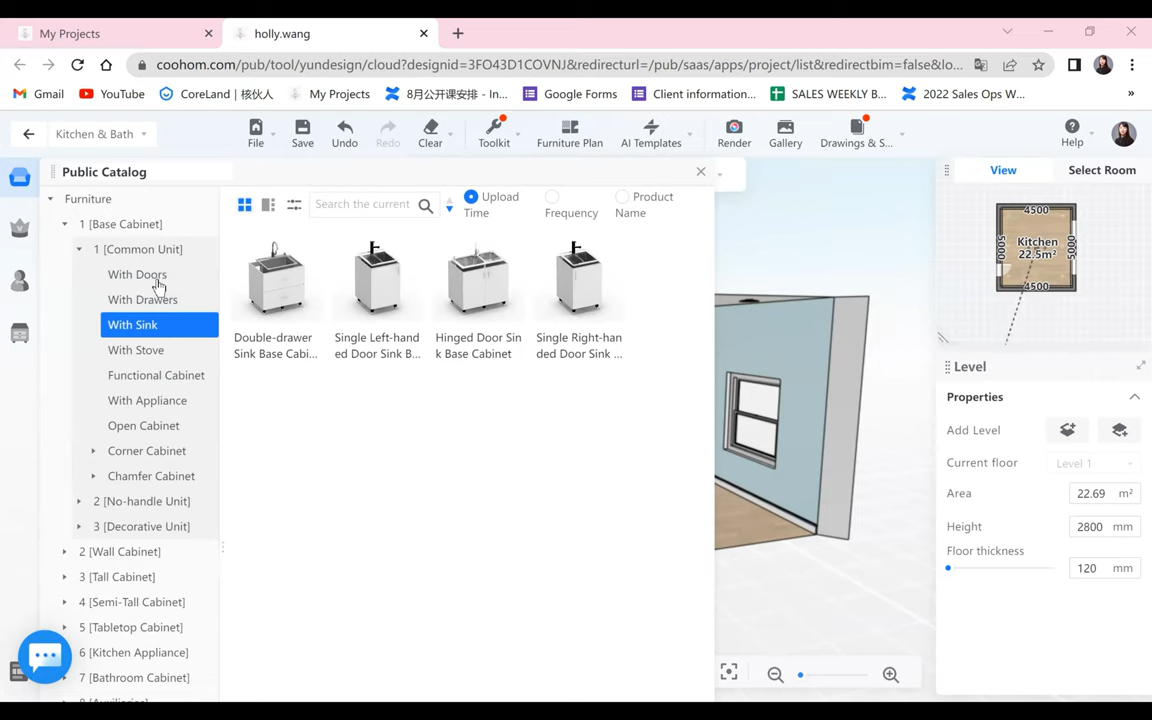 My Projects
holly.wang
coohom.com/pub/tool/yundesign/cloud?designid=3FO43D1COVNJ&redirecturl=/pub/saas/apps/project/list&redirectbim=false&lo...
Gmail
YouTube
CoreLand | 核伙人
My Projects
8月公开课安排 - In...
Google Forms
Client information...
SALES WEEKLY B...
2022 Sales Ops W...
»
Kitchen & Bath
File
Save
Undo
Redo
Clear
Toolkit
Furniture Plan
AI Templates
Render
Gallery
Drawings & S...
Help
Public Catalog
Furniture
1 [Base Cabinet]
1 [Common Unit]
With Doors
With Drawers
With Sink
With Stove
Functional Cabinet
With Appliance
Open Cabinet
Corner Cabinet
Chamfer Cabinet
2 [No-handle Unit]
3 [Decorative Unit]
2 [Wall Cabinet]
3 [Tall Cabinet]
4 [Semi-Tall Cabinet]
5 [Tabletop Cabinet]
6 [Kitchen Appliance]
7 [Bathroom Cabinet]
Search the current
Upload
Time
Frequency
Product
Name
Double-drawer
Sink Base Cabi...
Single Left-hand
ed Door Sink B...
Hinged Door Sin
k Base Cabinet
Single Right-han
ded Door Sink ...
View
Select Room
4500
5000
Kitchen
22.5m²
5000
4500
Level
Properties
Add Level
Current floor
Level 1
Area
22.69 m²
Height
2800 mm
Floor thickness
120 mm